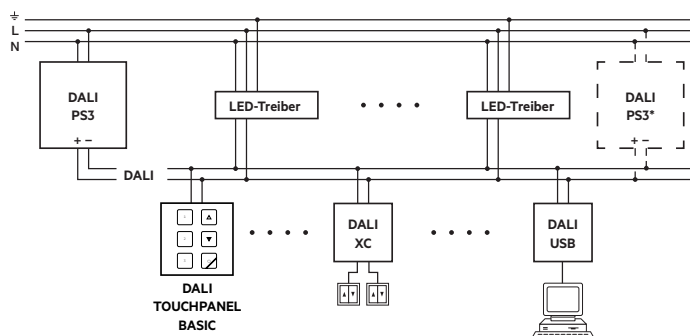 L
N
DALI
PS3
+ −
LED-Treiber
LED-Treiber
DALI
PS3*
+ −
DALI
DALI
XC
DALI
USB
DALI
TOUCHPANEL
BASIC